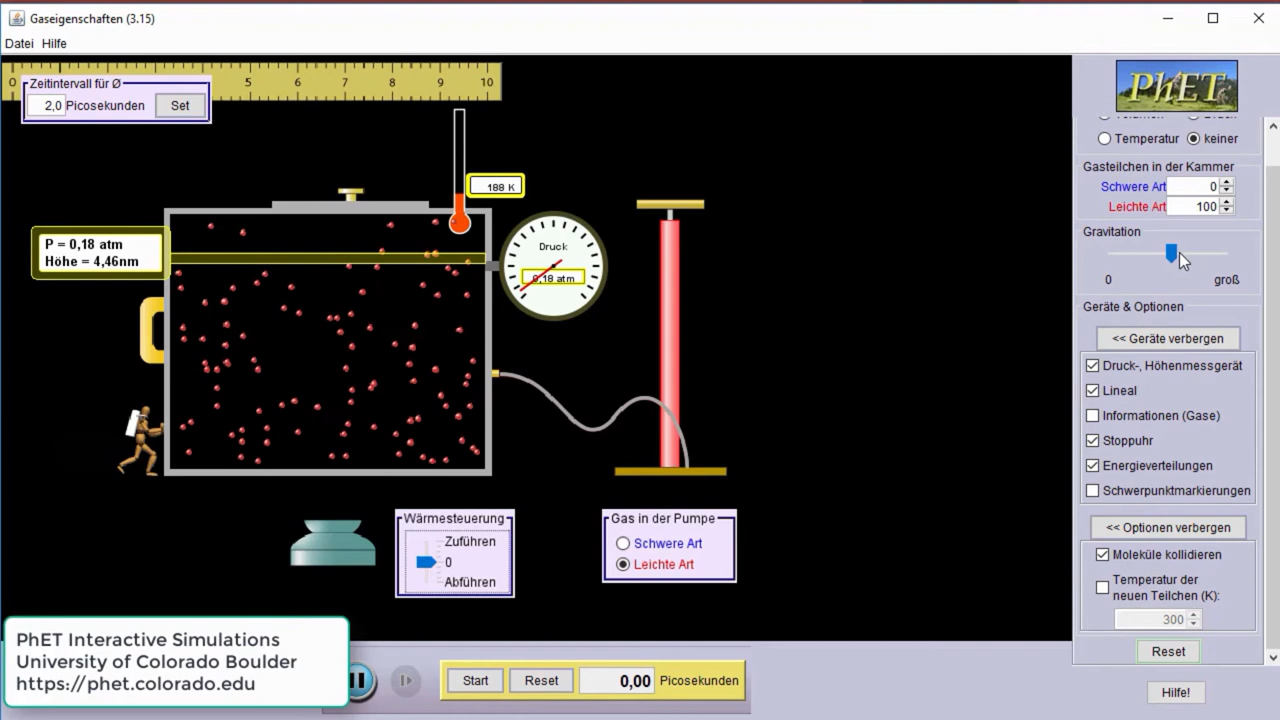 Gaseigenschaften (3.15)
Datei Hilfe
0 5 6 7 8 9 10
Zeitintervall für Ø
2,0 Picosekunden Set
PhET
Temperatur keiner
Gasteilchen in der Kammer
Schwere Art 0
Leichte Art 100
188 K
Gravitation
0 groß
P = 0,18 atm
Höhe = 4,46nm
Druck
0,18 atm
Geräte & Optionen
<< Geräte verbergen
Druck-, Höhenmessgerät
Lineal
Informationen (Gase)
Stoppuhr
Energieverteilungen
Schwerpunktmarkierungen
<< Optionen verbergen
Moleküle kollidieren
Temperatur der
neuen Teilchen (K):
300
Reset
Hilfe!
Wärmesteuerung
Zuführen
0
Abführen
Gas in der Pumpe
Schwere Art
Leichte Art
PhET Interactive Simulations
University of Colorado Boulder
https://phet.colorado.edu
Start Reset 0,00 Picosekunden